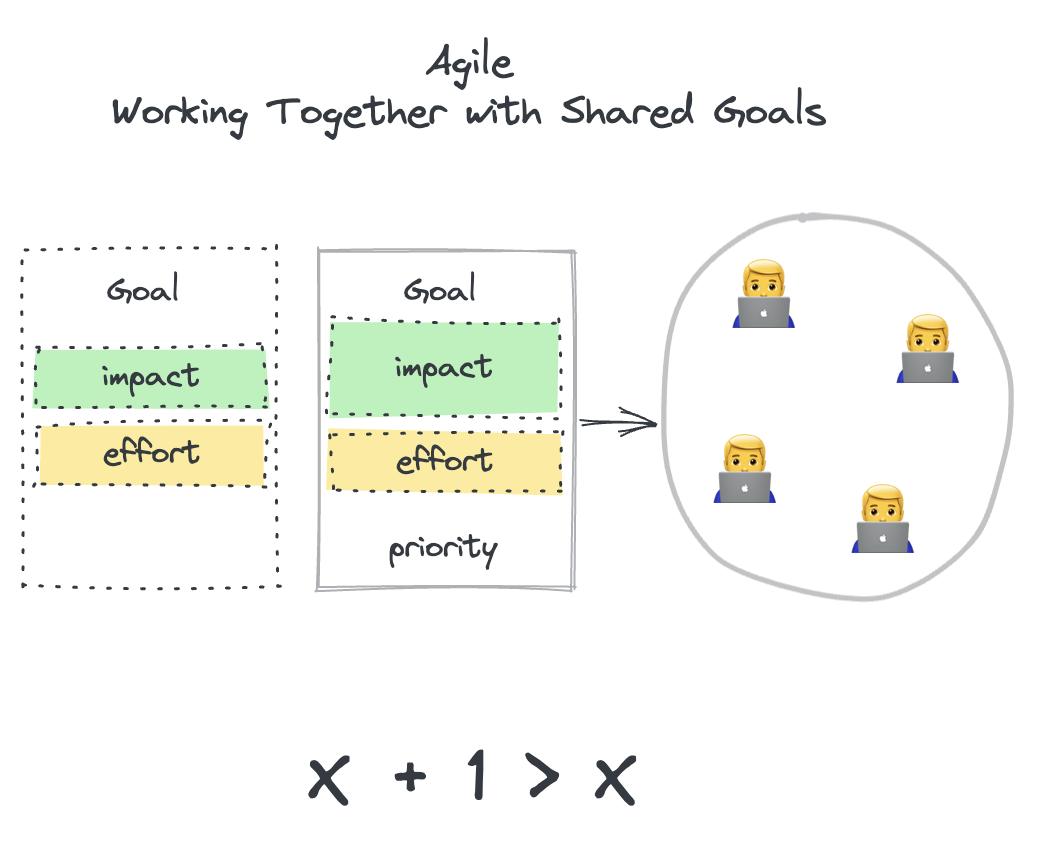 Agile
Working Together with Shared Goals
Goal
impact
effort
Goal
impact
effort
priority
x + 1 > x